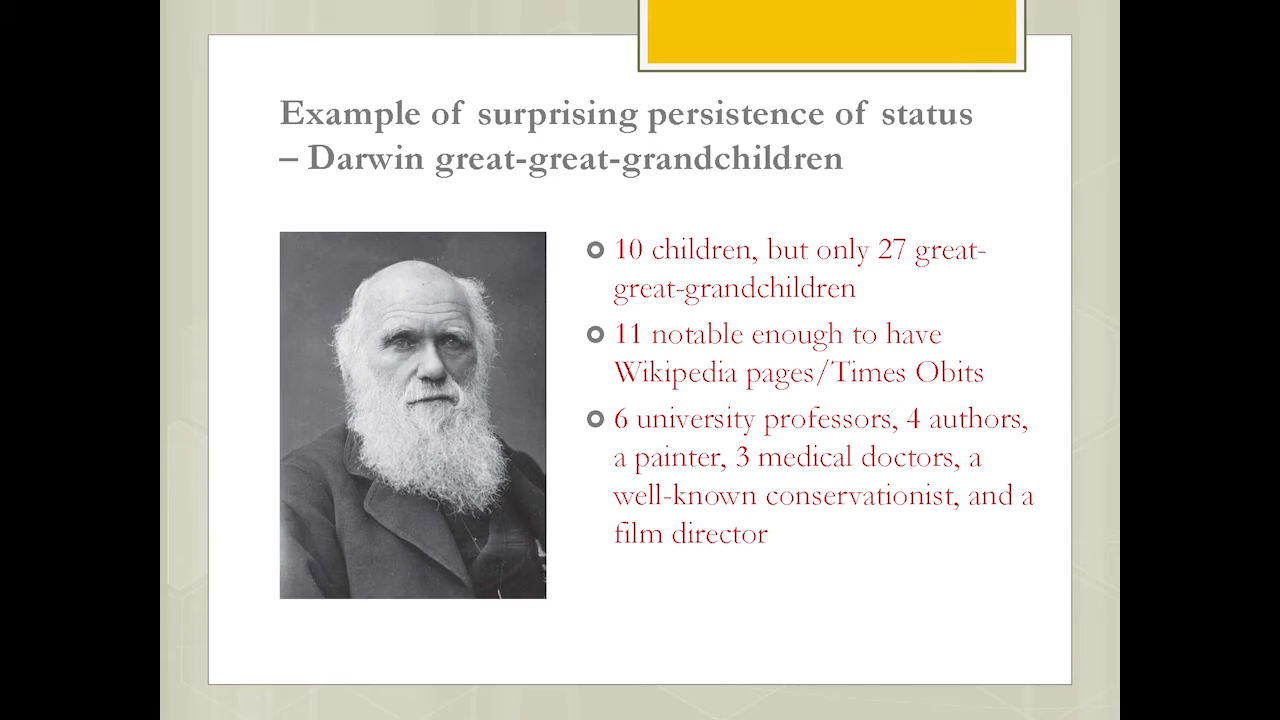 Example of surprising persistence of status
– Darwin great-great-grandchildren
10 children, but only 27 great-
great-grandchildren
11 notable enough to have
Wikipedia pages/Times Obits
6 university professors, 4 authors,
a painter, 3 medical doctors, a
well-known conservationist, and a
film director